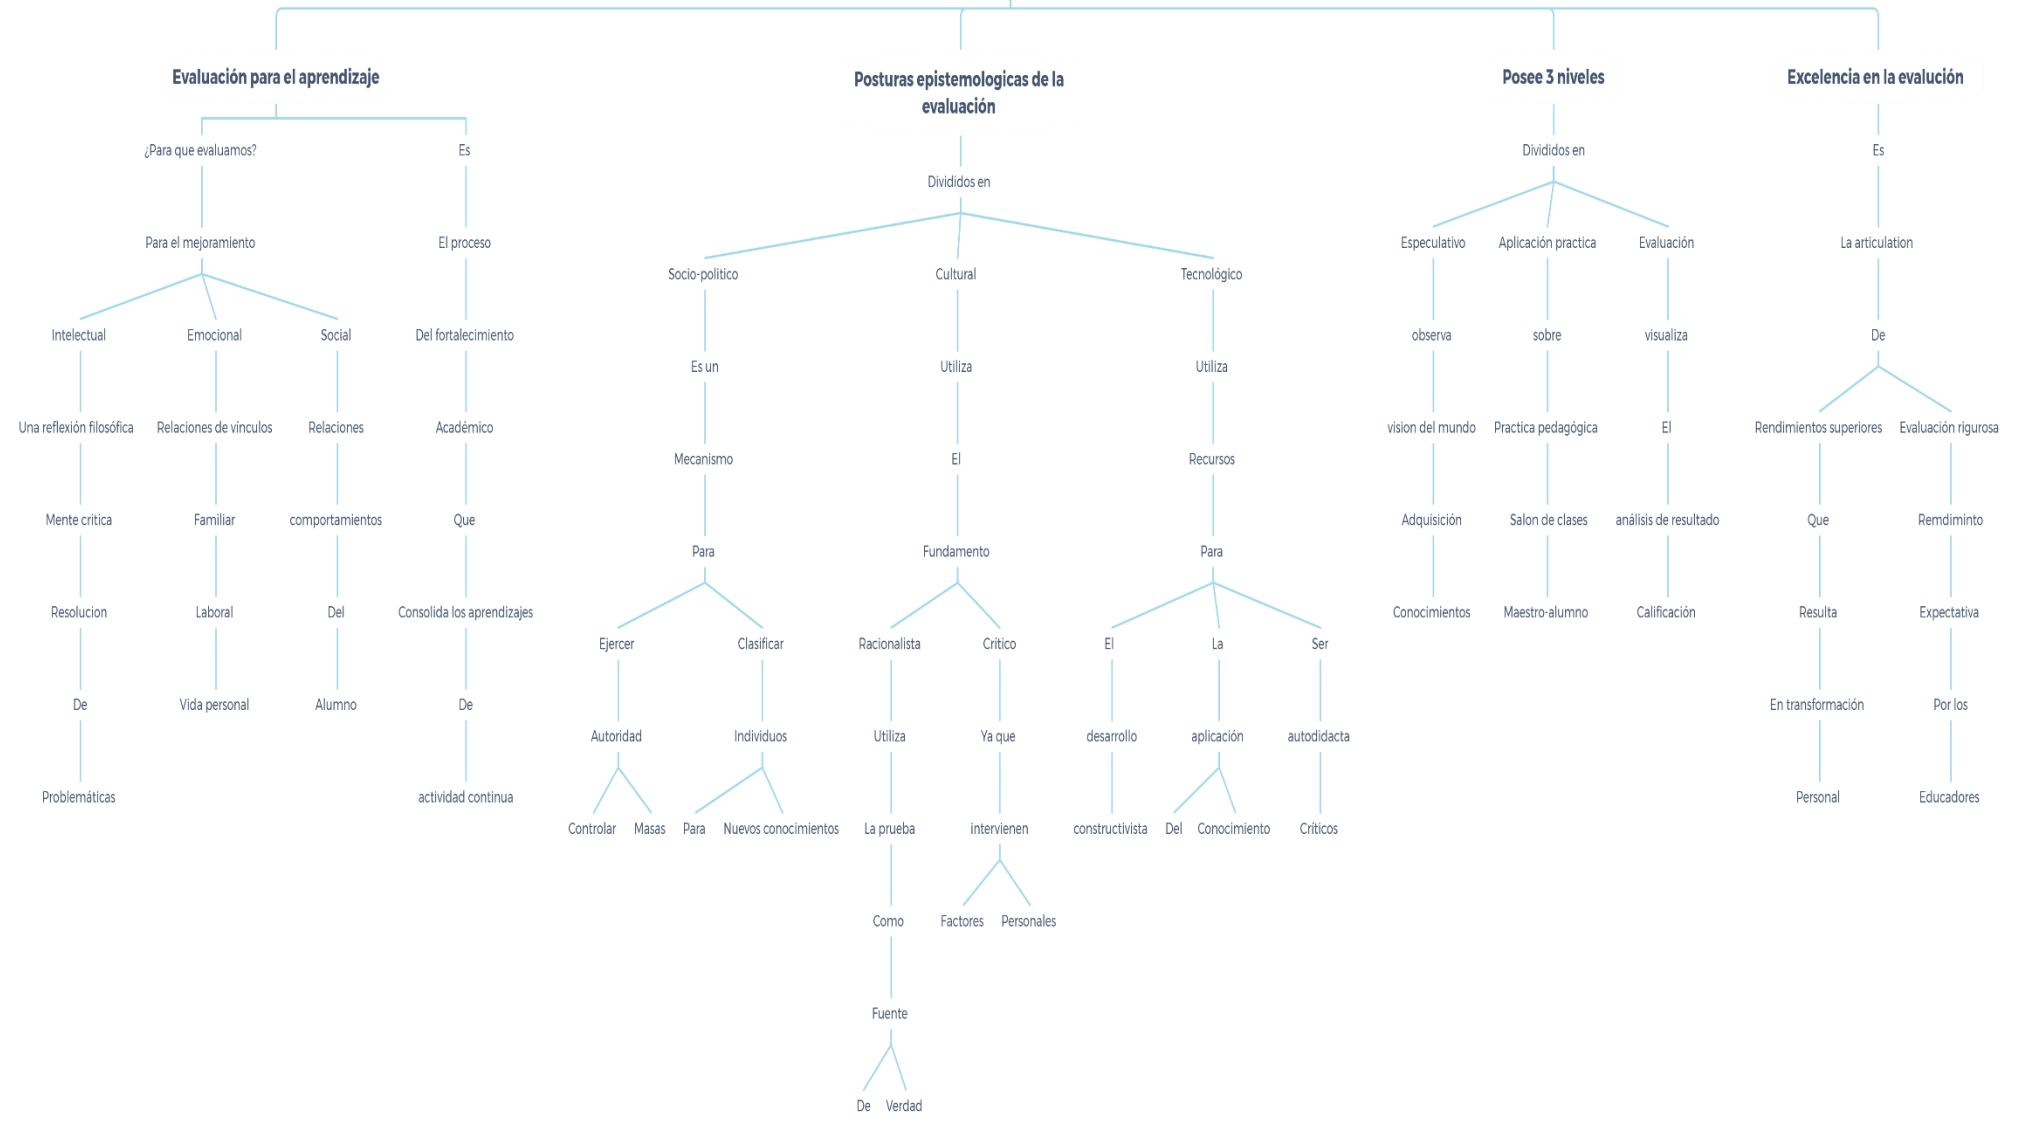 Evaluación para el aprendizaje
¿Para que evaluamos?
Para el mejoramiento
Intelectual
Una reflexión filosófica
Mente critica
Resolucion
De
Problemáticas
Emocional
Relaciones de vínculos
Familiar
Laboral
Vida personal
Social
Relaciones
comportamientos
Del
Alumno
Es
El proceso
Del fortalecimiento
Académico
Que
Consolida los aprendizajes
De
actividad continua
Posturas epistemologicas de la
evaluación
Divididos en
Socio-politico
Es un
Mecanismo
Para
Ejercer
Autoridad
Controlar
Masas
Clasificar
Individuos
Para
Nuevos conocimientos
Cultural
Utiliza
El
Fundamento
Racionalista
Utiliza
La prueba
Como
Fuente
De
Verdad
Crítico
Ya que
intervienen
Factores
Personales
Tecnológico
Utiliza
Recursos
Para
El
desarrollo
constructivista
La
aplicación
Del
Conocimiento
Ser
autodidacta
Críticos
Posee 3 niveles
Divididos en
Especulativo
observa
vision del mundo
Adquisición
Conocimientos
Aplicación practica
sobre
Practica pedagógica
Salon de clases
Maestro-alumno
Evaluación
visualiza
El
análisis de resultado
Calificación
Excelencia en la evalución
Es
La articulation
De
Rendimientos superiores
Que
Resulta
En transformación
Personal
Evaluación rigurosa
Remdiminto
Expectativa
Por los
Educadores